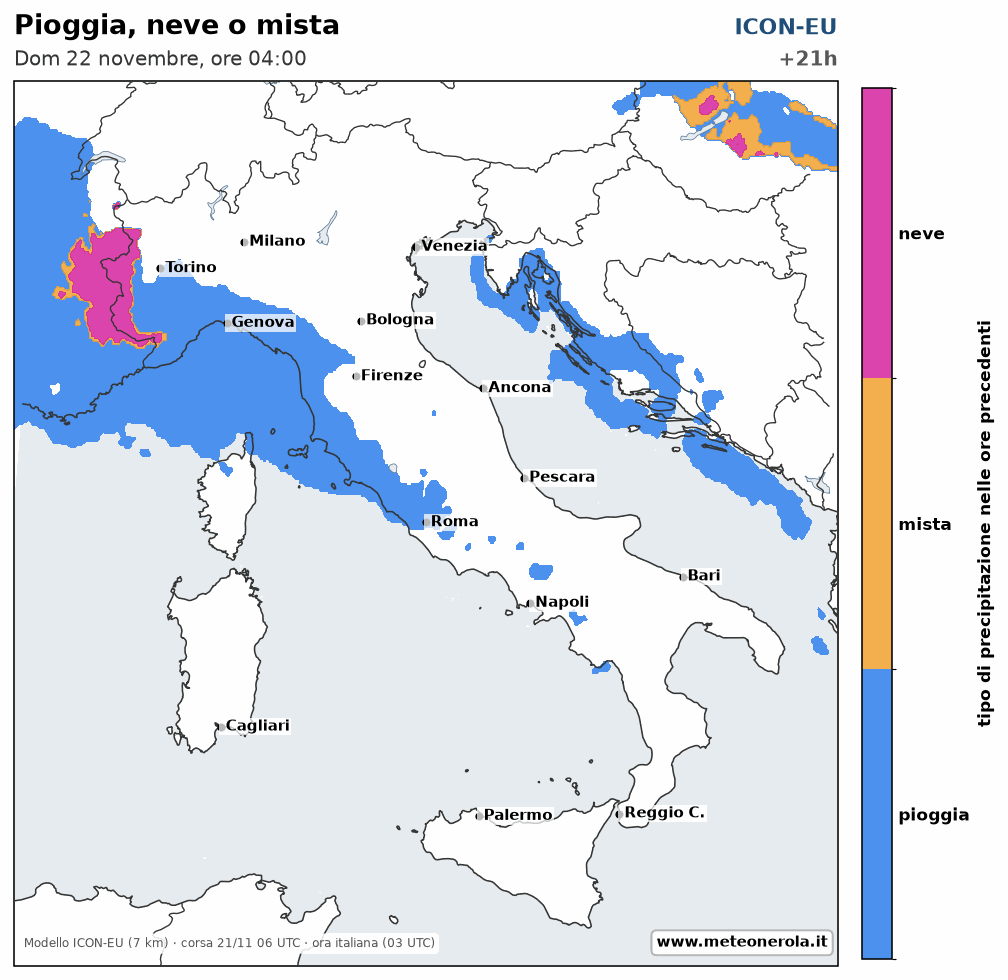 Pioggia, neve o mista
ICON-EU
Dom 22 novembre, ore 04:00
+21h
neve
Milano
Venezia
Torino
Genova
Bologna
Firenze
Ancona
Pescara
Roma
mista
tipo di precipitazione nelle ore precedenti
Bari
Napoli
Cagliari
Palermo
Reggio C.
pioggia
Modello ICON-EU (7 km) · corsa 21/11 06 UTC · ora italiana (03 UTC)
www.meteonerola.it